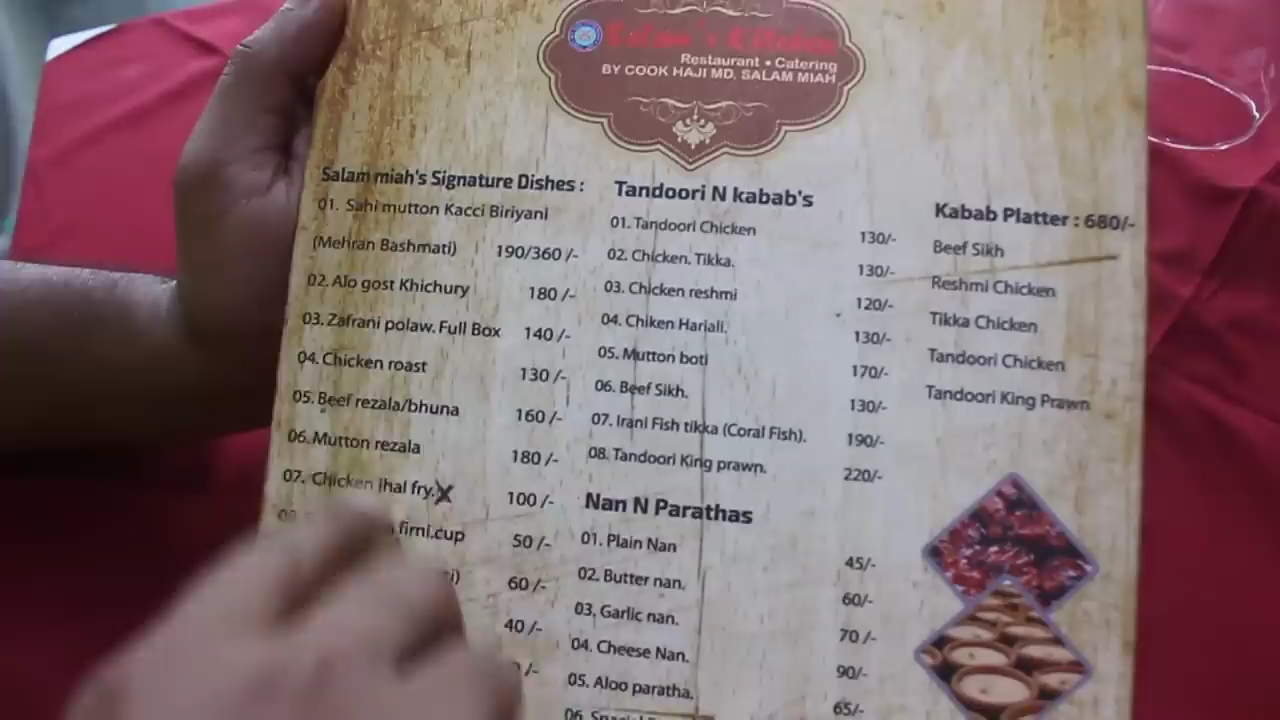 Salam's Kitchen
Restaurant • Catering
BY COOK HAJI MD. SALAM MIAH
Salam miah's Signature Dishes :
01. Sahi mutton Kacci Biriyani
(Mehran Bashmati) 190/360 /-
02. Alo gost Khichury 180 /-
03. Zafrani polaw. Full Box 140 /-
04. Chicken roast 130 /-
05. Beef rezala/bhuna 160 /-
06. Mutton rezala 180 /-
07. Chicken Jhal fry. 100 /-
firni.cup 50 /-
60 /-
40 /-
/-
Tandoori N kabab's
01. Tandoori Chicken 130/-
02. Chicken. Tikka. 130/-
03. Chicken reshmi 120/-
04. Chiken Hariali. 130/-
05. Mutton boti 170/-
06. Beef Sikh. 130/-
07. Irani Fish tikka (Coral Fish). 190/-
08. Tandoori King prawn. 220/-
Nan N Parathas
01. Plain Nan 45/-
02. Butter nan. 60/-
03. Garlic nan. 70 /-
04. Cheese Nan. 90/-
05. Aloo paratha. 65/-
06.
Kabab Platter : 680/-
Beef Sikh
Reshmi Chicken
Tikka Chicken
Tandoori Chicken
Tandoori King Prawn